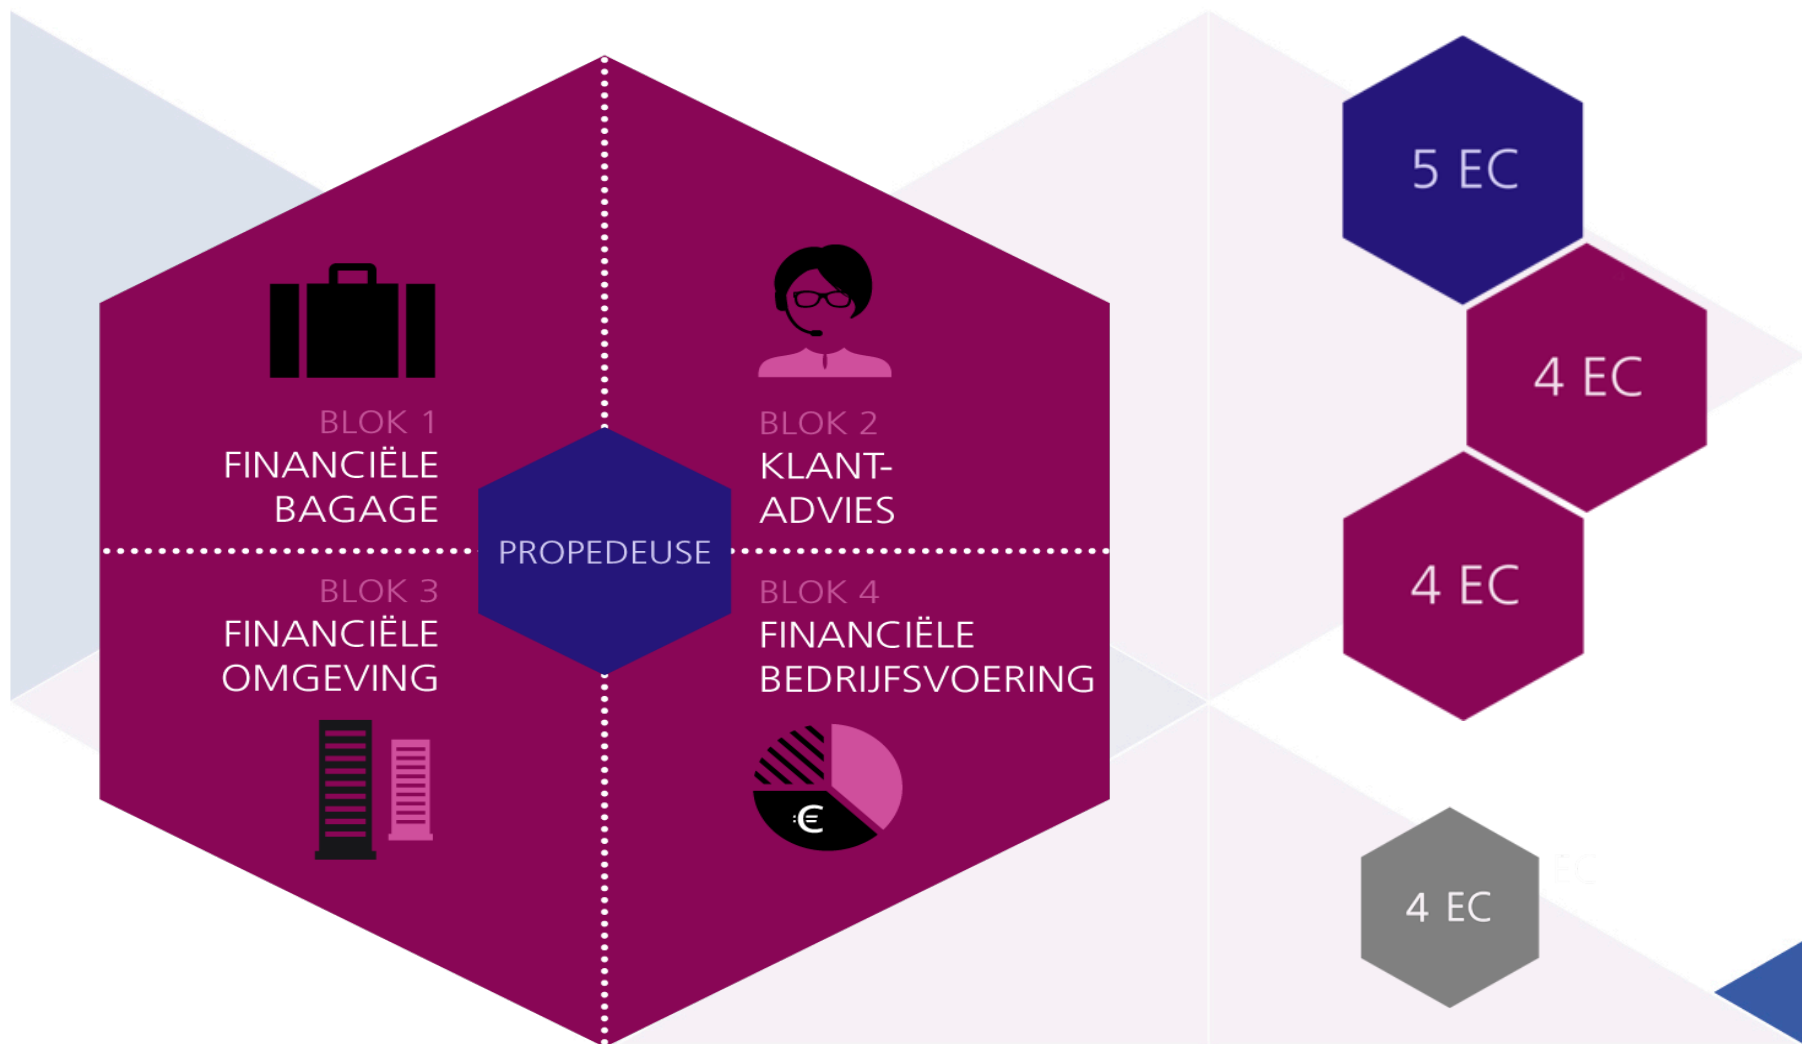 BLOK 1
FINANCIËLE
BAGAGE
BLOK 2
KLANT-
ADVIES
PROPEDEUSE
BLOK 3
FINANCIËLE
OMGEVING
BLOK 4
FINANCIËLE
BEDRIJFSVOERING
€
5 EC
4 EC
4 EC
4 EC
EC